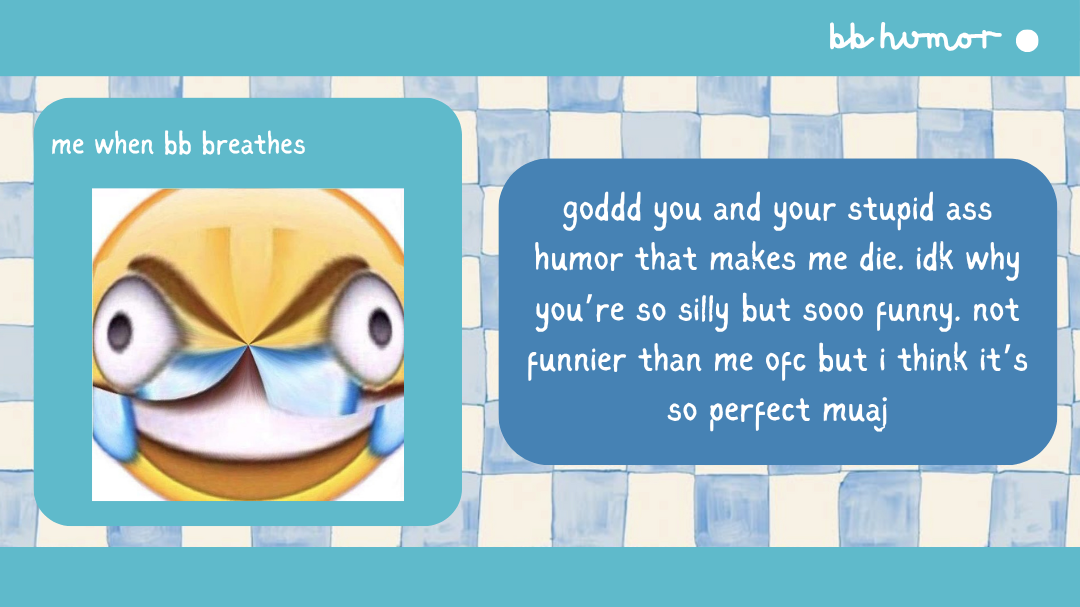 bb humor
me when bb breathes
goddd you and your stupid ass
humor that makes me die. idk why
you're so silly but sooo funny. not
funnier than me ofc but i think it's
so perfect muaj